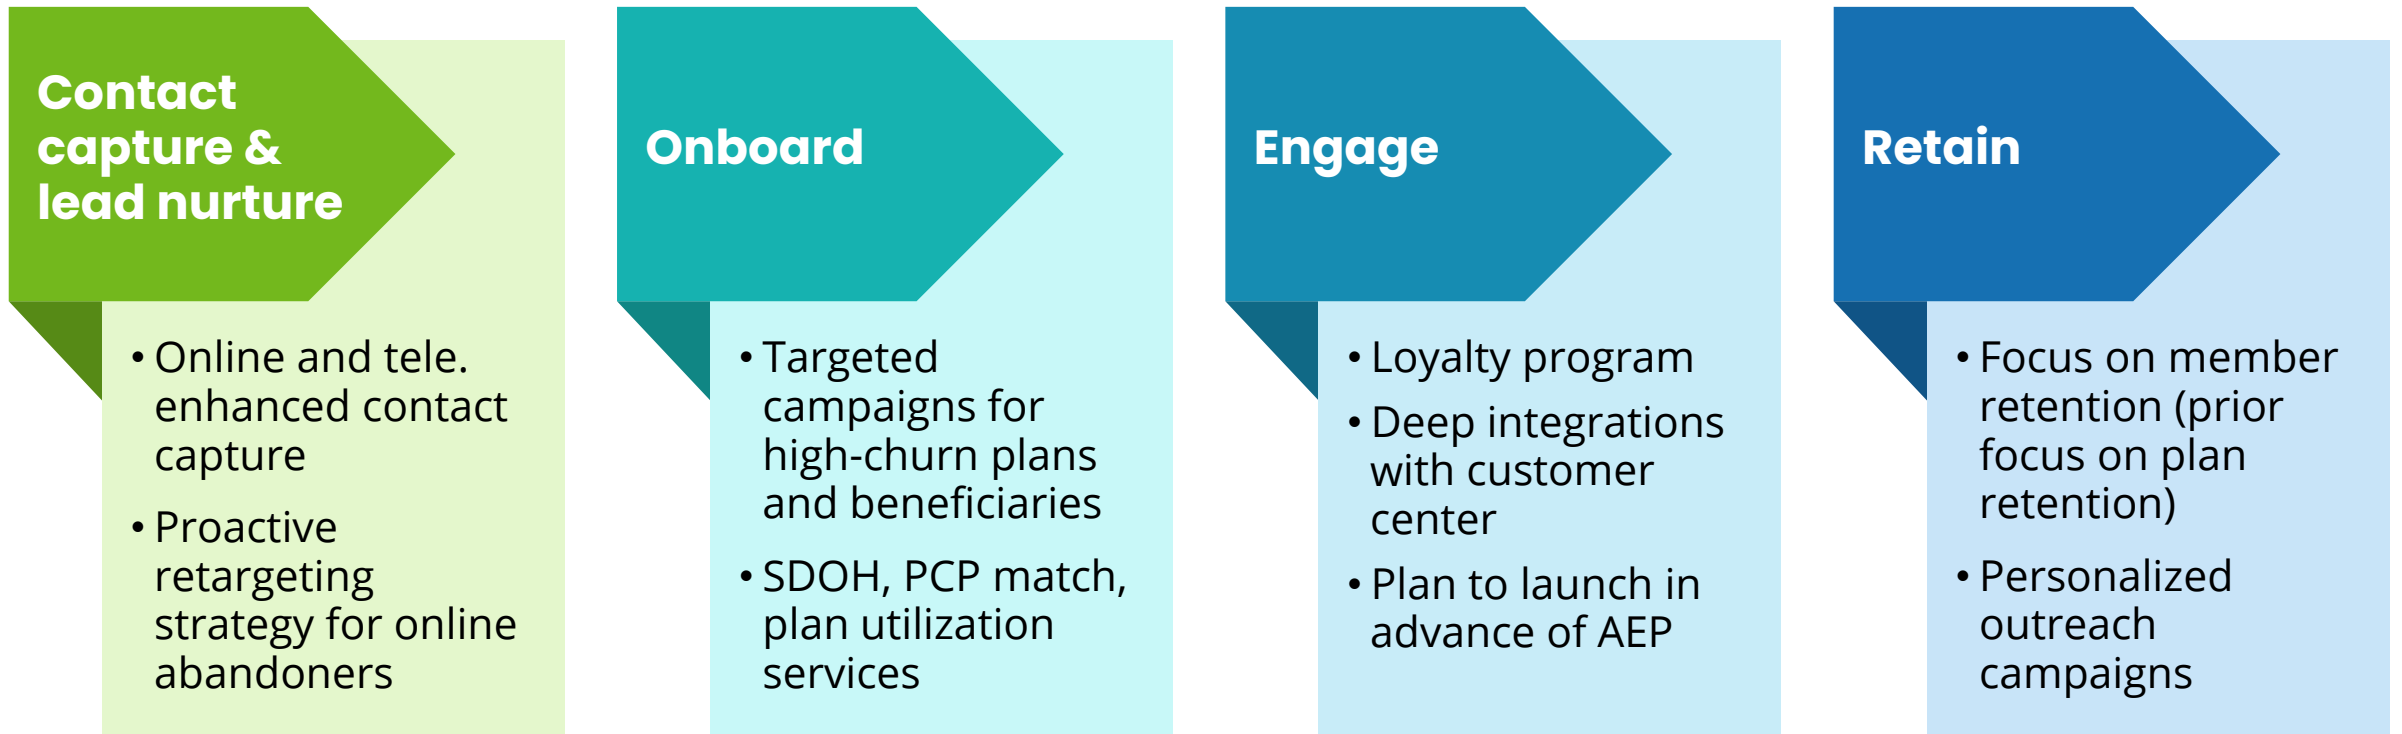 Contact
capture &
lead nurture
• Online and tele.
enhanced contact
capture
• Proactive
retargeting
strategy for online
abandoners
Onboard
• Targeted
campaigns for
high-churn plans
and beneficiaries
• SDOH, PCP match,
plan utilization
services
Engage
• Loyalty program
• Deep integrations
with customer
center
• Plan to launch in
advance of AEP
Retain
• Focus on member
retention (prior
focus on plan
retention)
• Personalized
outreach
campaigns